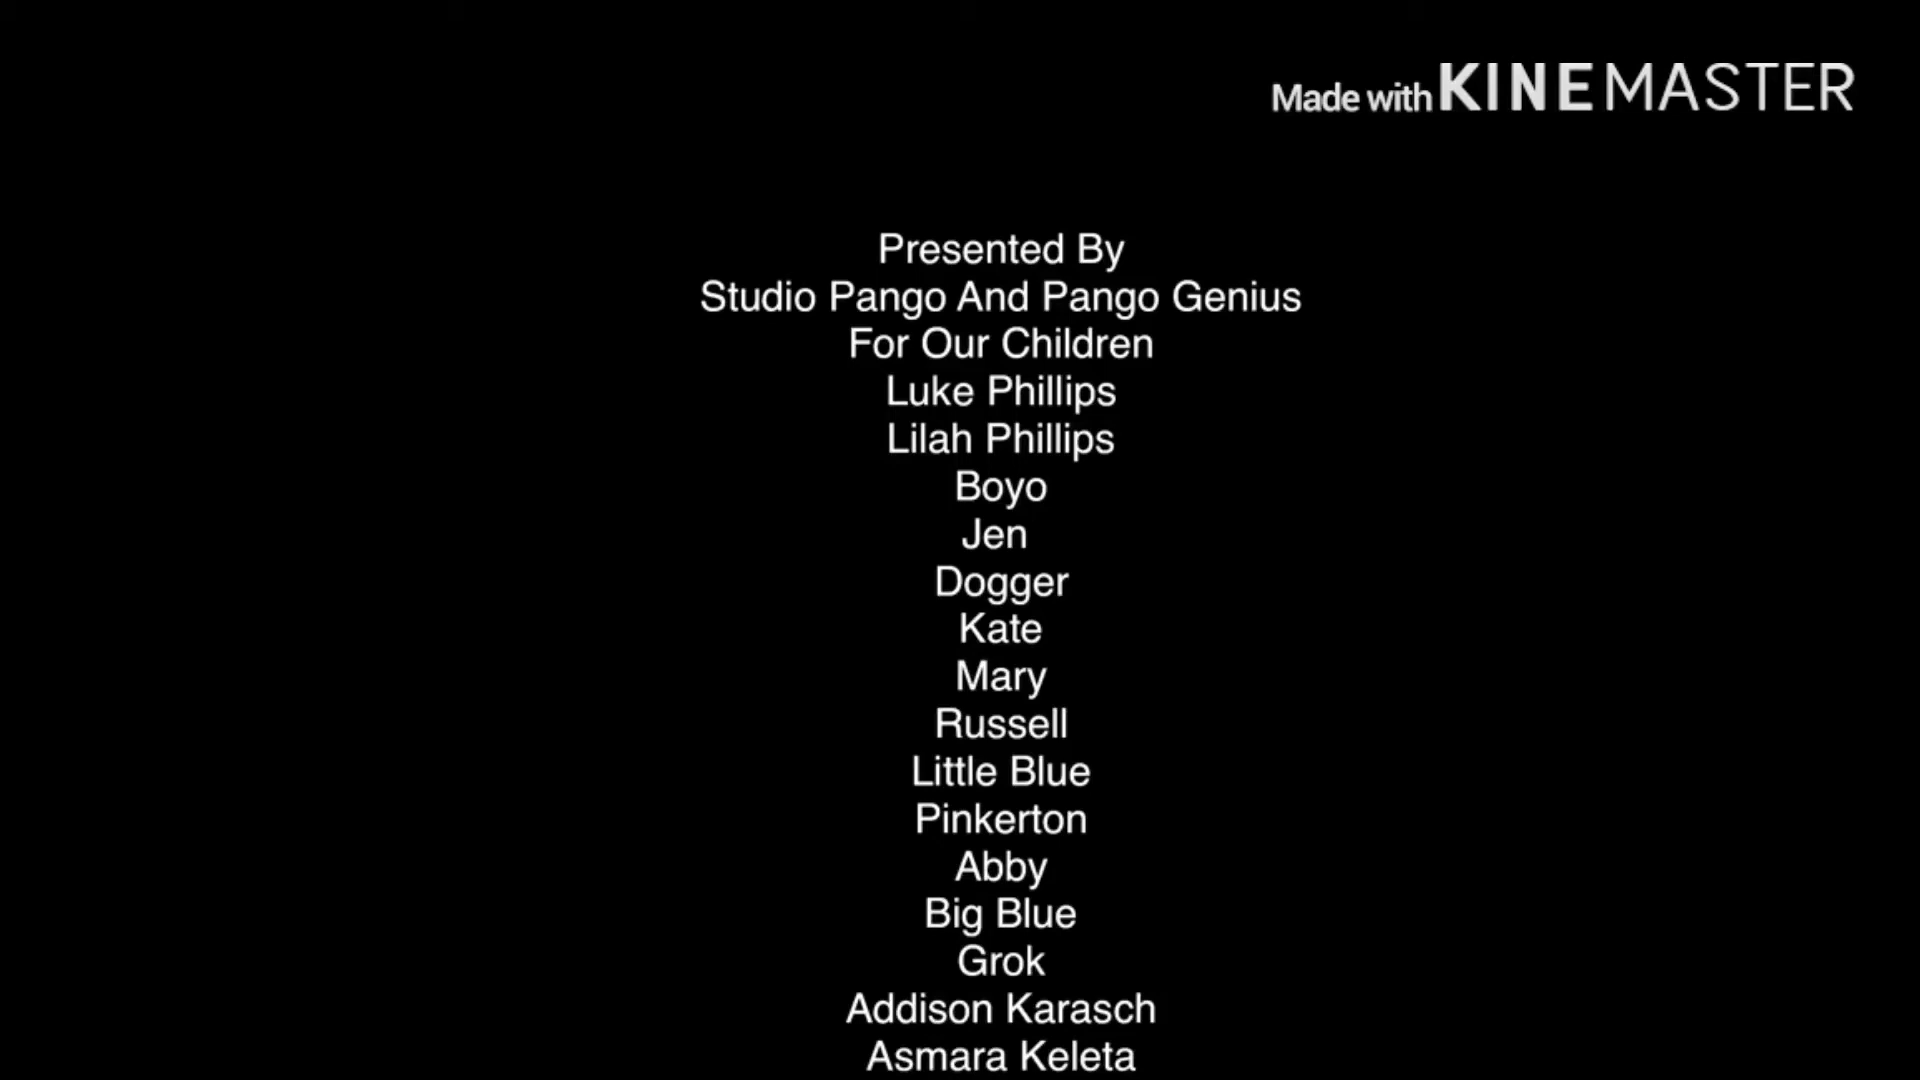 Made with KINEMASTER
Presented By
Studio Pango And Pango Genius
For Our Children
Luke Phillips
Lilah Phillips
Boyo
Jen
Dogger
Kate
Mary
Russell
Little Blue
Pinkerton
Abby
Big Blue
Grok
Addison Karasch
Asmara Keleta